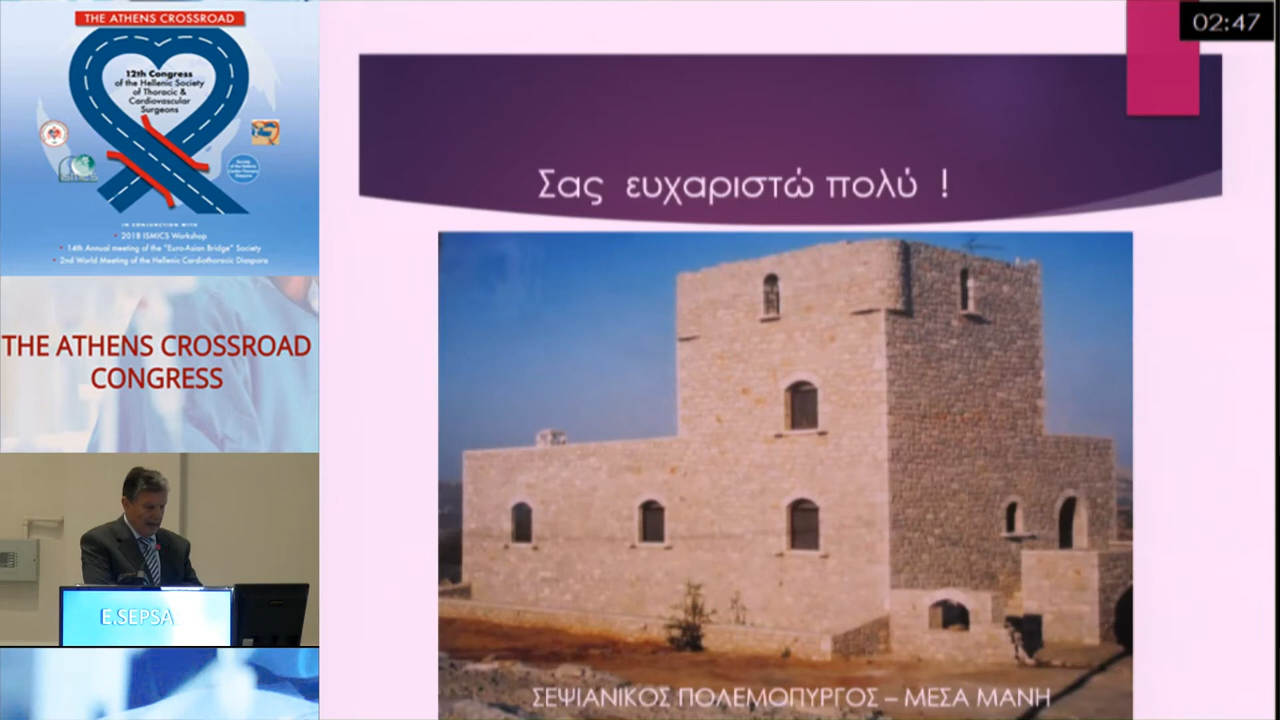 THE ATHENS CROSSROAD
12th Congress
of the Hellenic Society
of Thoracic &
Cardiovascular
Surgeons
IN CONJUNCTION WITH
• 2018 ISMICS Workshop
• 14th Annual meeting of the "Euro-Asian Bridge" Society
• 2nd World Meeting of the Hellenic Cardiothoracic Diaspora
THE ATHENS CROSSROAD
CONGRESS
E.SEPSA
02:47
Σας ευχαριστώ πολύ !
ΣΕΨΙΑΝΙΚΟΣ ΠΟΛΕΜΟΠΥΡΓΟΣ – ΜΕΣΑ ΜΑΝΗ